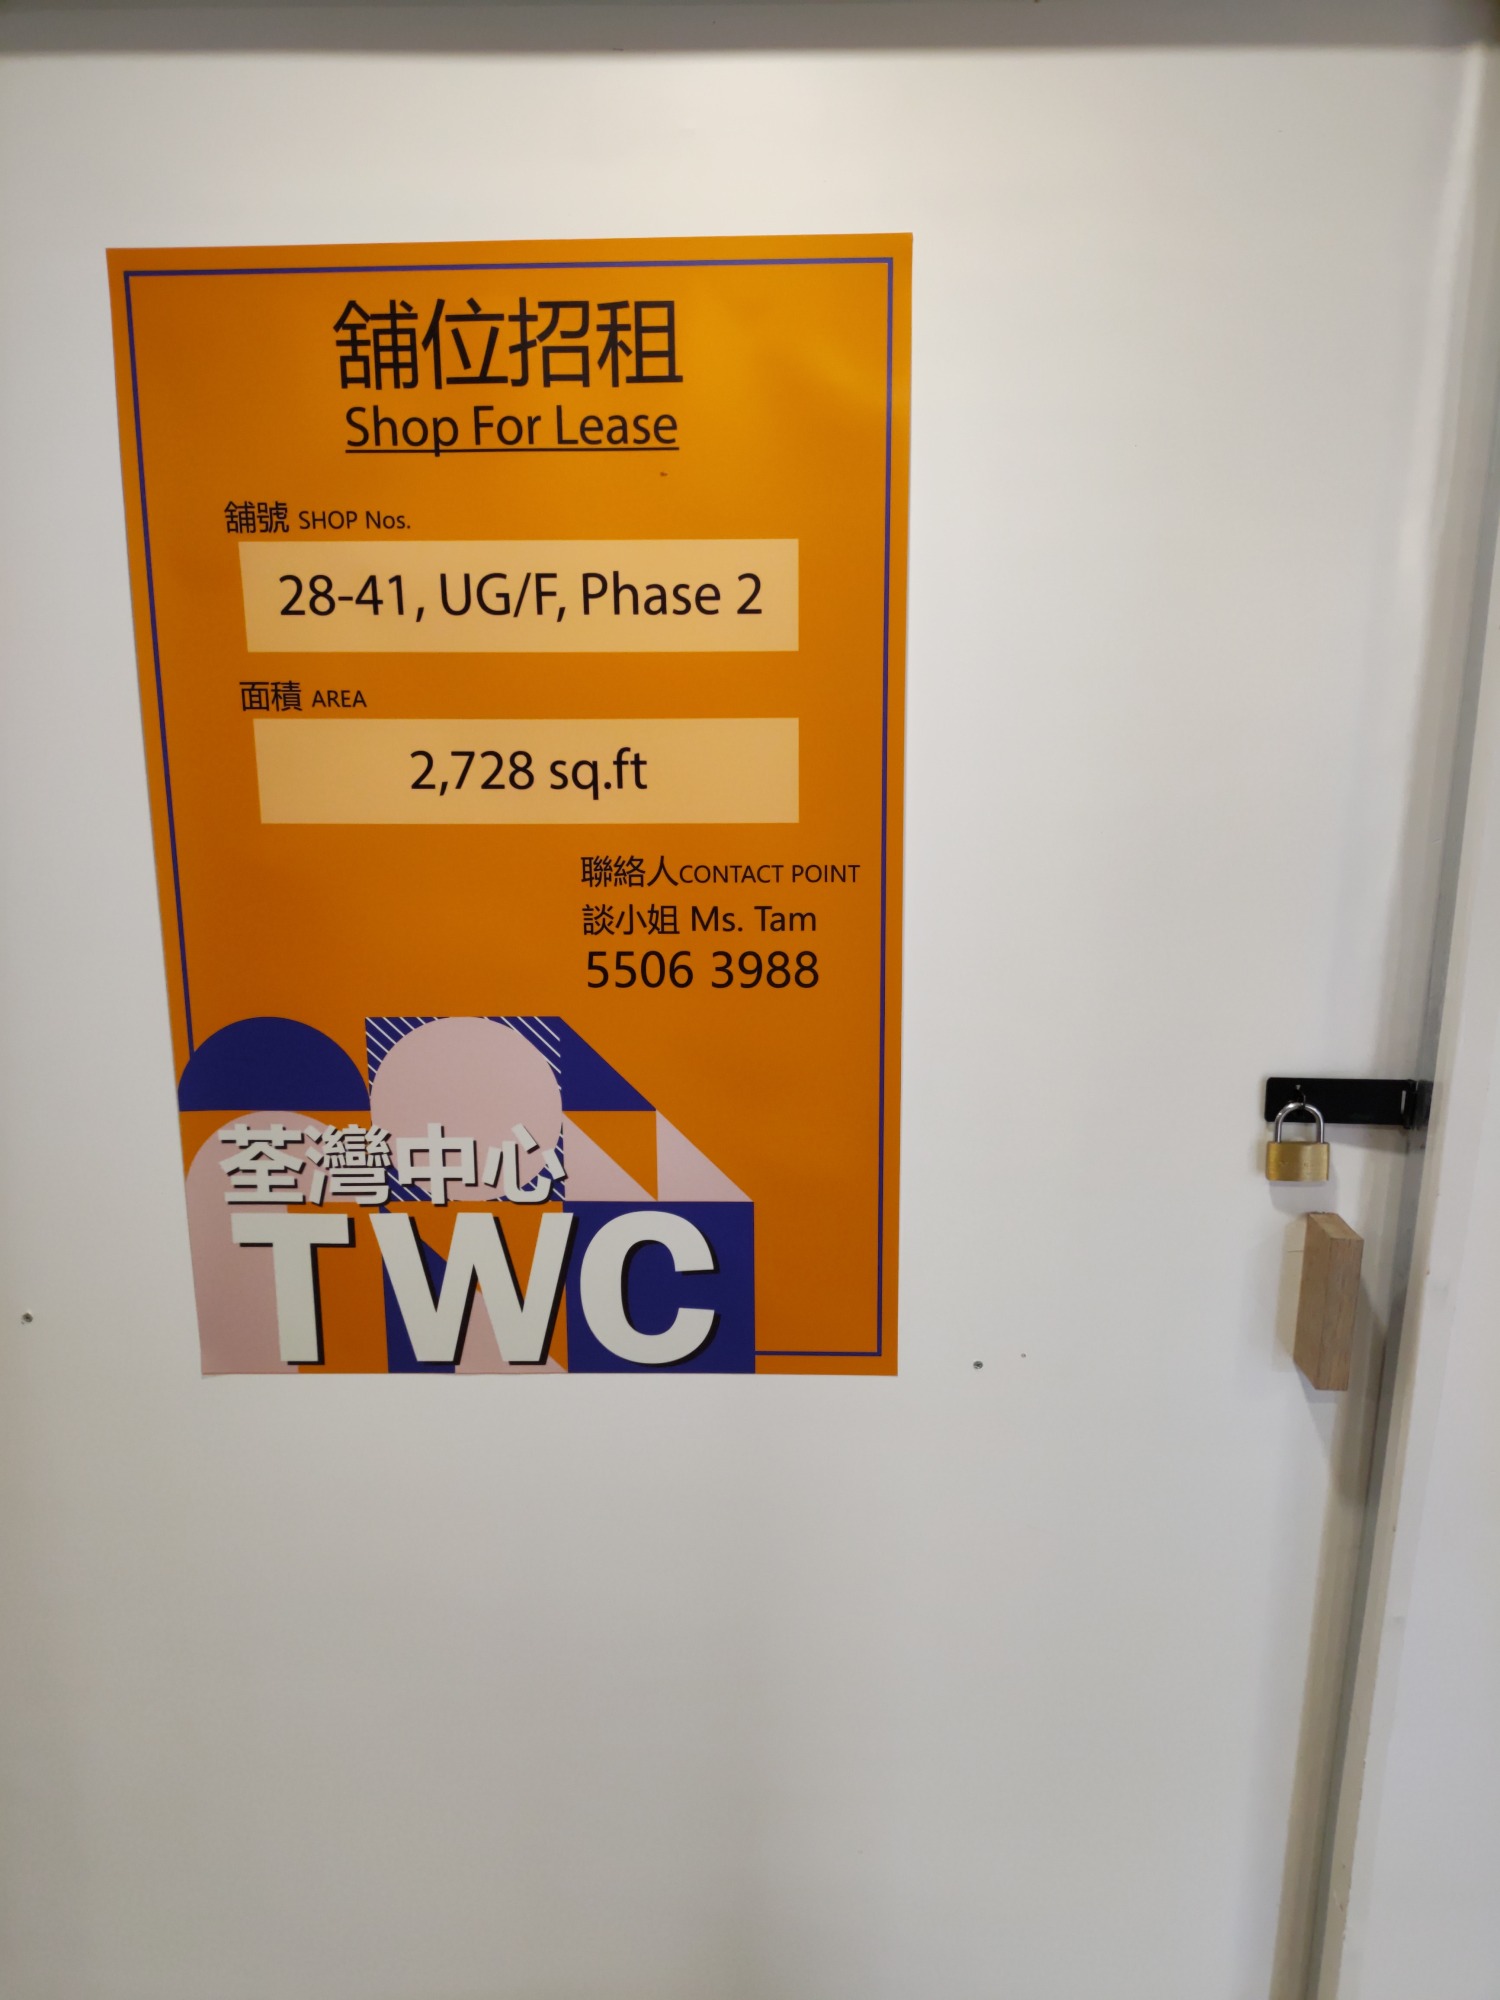 舖位招租
Shop For Lease
舖號 SHOP Nos.
28-41, UG/F, Phase 2
面積 AREA
2,728 sq.ft
聯絡人CONTACT POINT
談小姐 Ms. Tam
5506 3988
荃灣中心
TWC